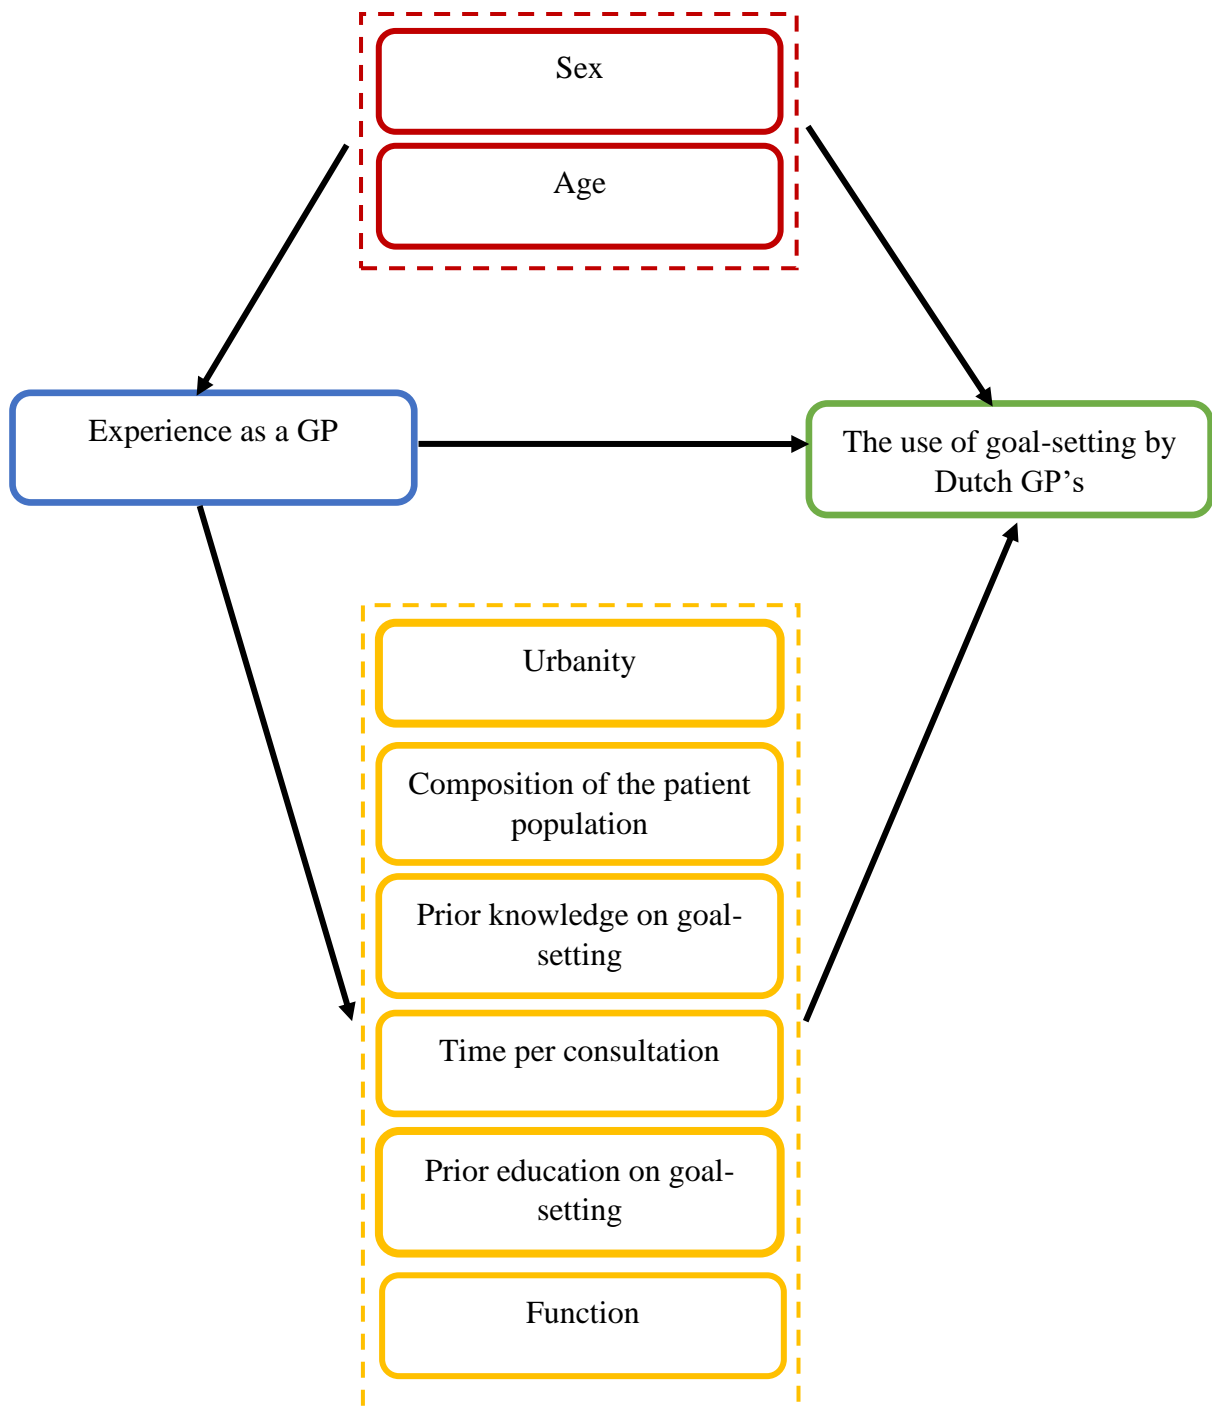 Sex
Age
Experience as a GP
The use of goal-setting by
Dutch GP’s
Urbanity
Composition of the patient
population
Prior knowledge on goal-
setting
Time per consultation
Prior education on goal-
setting
Function